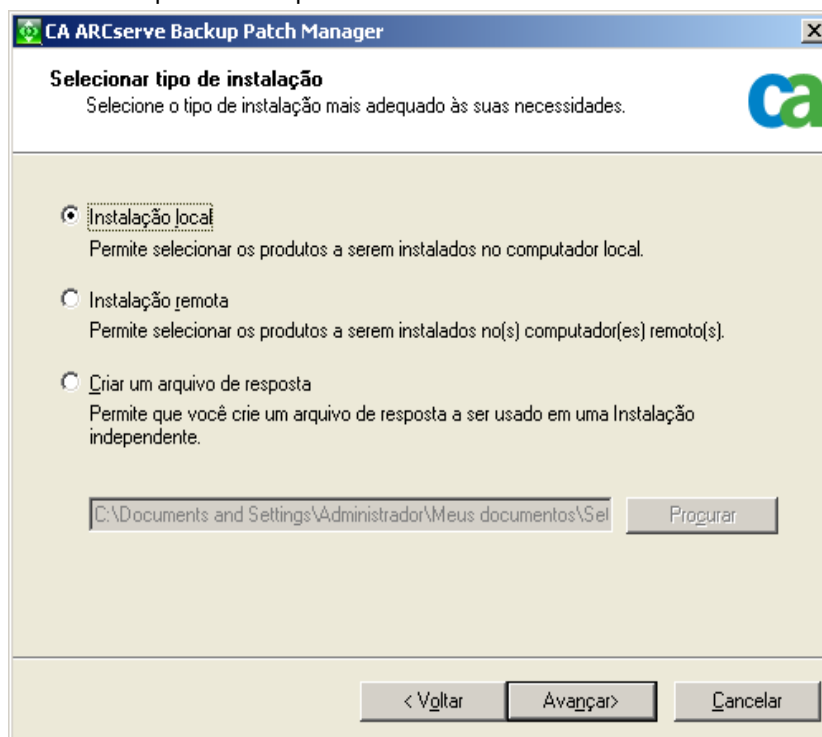 CA ARCserve Backup Patch Manager
Selecionar tipo de instalação
Selecione o tipo de instalação mais adequado às suas necessidades.
ca
Instalação local
Permite selecionar os produtos a serem instalados no computador local.
Instalação remota
Permite selecionar os produtos a serem instalados no(s) computador(es) remoto(s).
Criar um arquivo de resposta
Permite que você crie um arquivo de resposta a ser usado em uma Instalação
independente.
C:\Documents and Settings\Administrador\Meus documentos\Set
Procurar
< Voltar
Avançar>
Cancelar